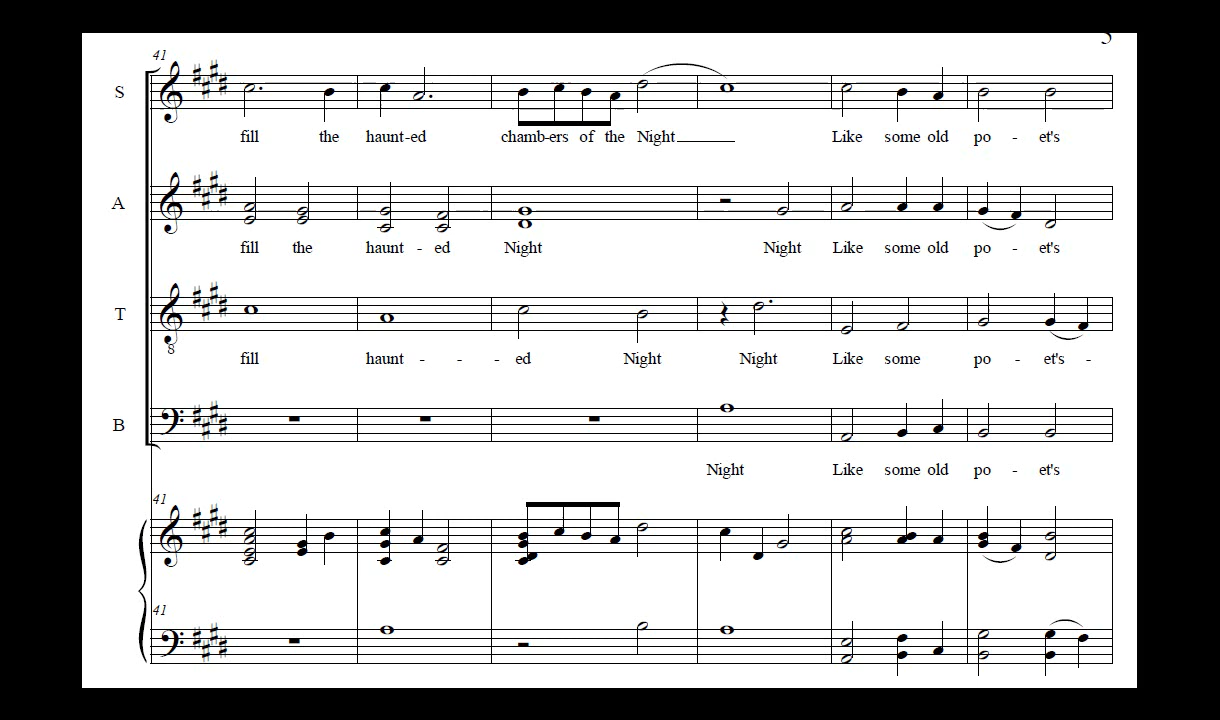 41
S
fill the haunt-ed chamb-ers of the Night Like some old po - et's
A
fill the haunt - ed Night Night Like some old po - et's
T
8
fill haunt - - - ed Night Night Like some po - et's -
B
Night Like some old po - et's
41
41